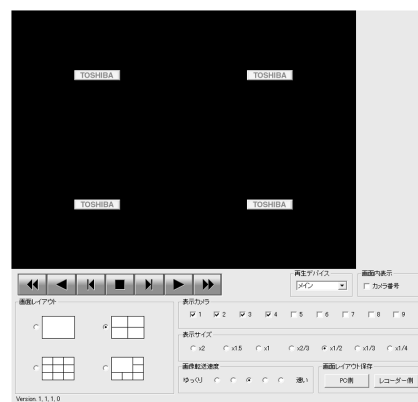 TOSHIBA TOSHIBA
TOSHIBA TOSHIBA
再生デバイス 画面内表示
メイン カメラ番号
画面レイアウト 表示カメラ
1 2 3 4 5 6 7 8 9
表示サイズ
x2 x1.5 x1 x2/3 x1/2 x1/3 x1/4
画像転送速度 画面レイアウト保存
ゆっくり 速い PC側 レコーダー側
Version. 1, 1, 1, 0